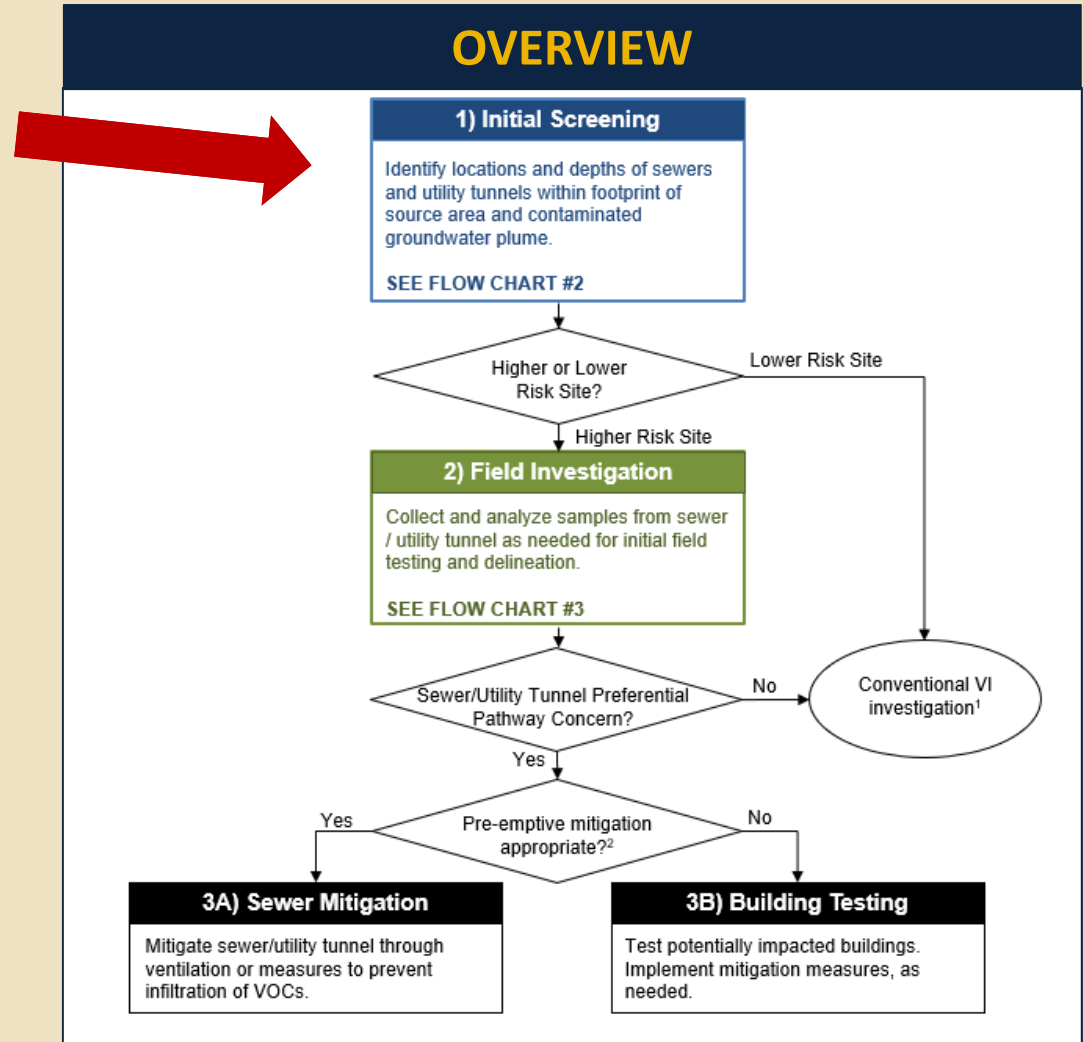 OVERVIEW
1) Initial Screening
Identify locations and depths of sewers
and utility tunnels within footprint of
source area and contaminated
groundwater plume.
SEE FLOW CHART #2
Higher or Lower
Risk Site?
Lower Risk Site
Higher Risk Site
2) Field Investigation
Collect and analyze samples from sewer
/ utility tunnel as needed for initial field
testing and delineation.
SEE FLOW CHART #3
Sewer/Utility Tunnel Preferential
Pathway Concern?
No
Conventional VI
investigation¹
Yes
Pre-emptive mitigation
appropriate?²
Yes
No
3A) Sewer Mitigation
Mitigate sewer/utility tunnel through
ventilation or measures to prevent
infiltration of VOCs.
3B) Building Testing
Test potentially impacted buildings.
Implement mitigation measures, as
needed.